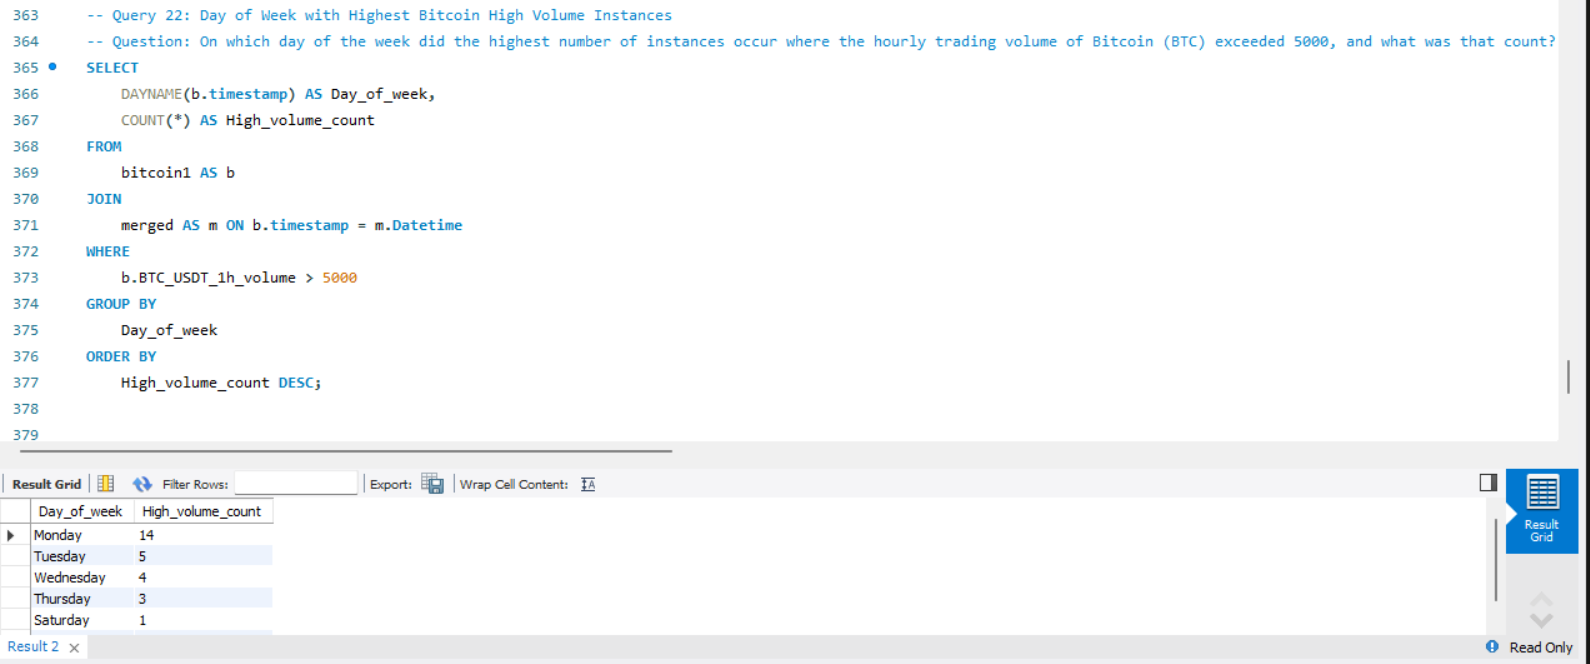 363 -- Query 22: Day of Week with Highest Bitcoin High Volume Instances
364 -- Question: On which day of the week did the highest number of instances occur where the hourly trading volume of Bitcoin (BTC) exceeded 5000, and what was that count?
365 SELECT
366 DAYNAME(b.timestamp) AS Day_of_week,
367 COUNT(*) AS High_volume_count
368 FROM
369 bitcoin1 AS b
370 JOIN
371 merged AS m ON b.timestamp = m.Datetime
372 WHERE
373 b.BTC_USDT_1h_volume > 5000
374 GROUP BY
375 Day_of_week
376 ORDER BY
377 High_volume_count DESC;
378
379
Result Grid Filter Rows: Export: Wrap Cell Content: IA
Day_of_week High_volume_count
Monday 14
Tuesday 5
Wednesday 4
Thursday 3
Saturday 1
Result
Grid
Result 2 × Read Only